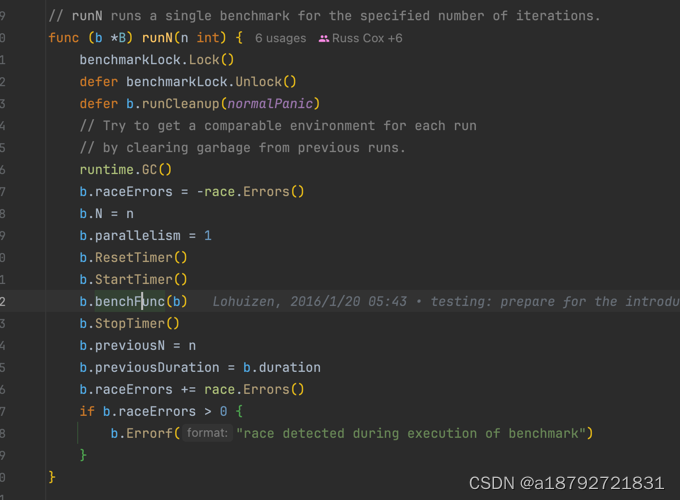 9 // runN runs a single benchmark for the specified number of iterations.
0 func (b *B) runN(n int) { 6 usages Russ Cox +6
1 benchmarkLock.Lock()
2 defer benchmarkLock.Unlock()
3 defer b.runCleanup(normalPanic)
4 // Try to get a comparable environment for each run
5 // by clearing garbage from previous runs.
6 runtime.GC()
7 b.raceErrors = -race.Errors()
8 b.N = n
9 b.parallelism = 1
0 b.ResetTimer()
1 b.StartTimer()
2 b.benchFunc(b) Lohuizen, 2016/1/20 05:43 • testing: prepare for the introdu
3 b.StopTimer()
4 b.previousN = n
5 b.previousDuration = b.duration
6 b.raceErrors += race.Errors()
7 if b.raceErrors > 0 {
8 b.Errorf( format: "race detected during execution of benchmark")
9 }
0 }
CSDN @a18792721831